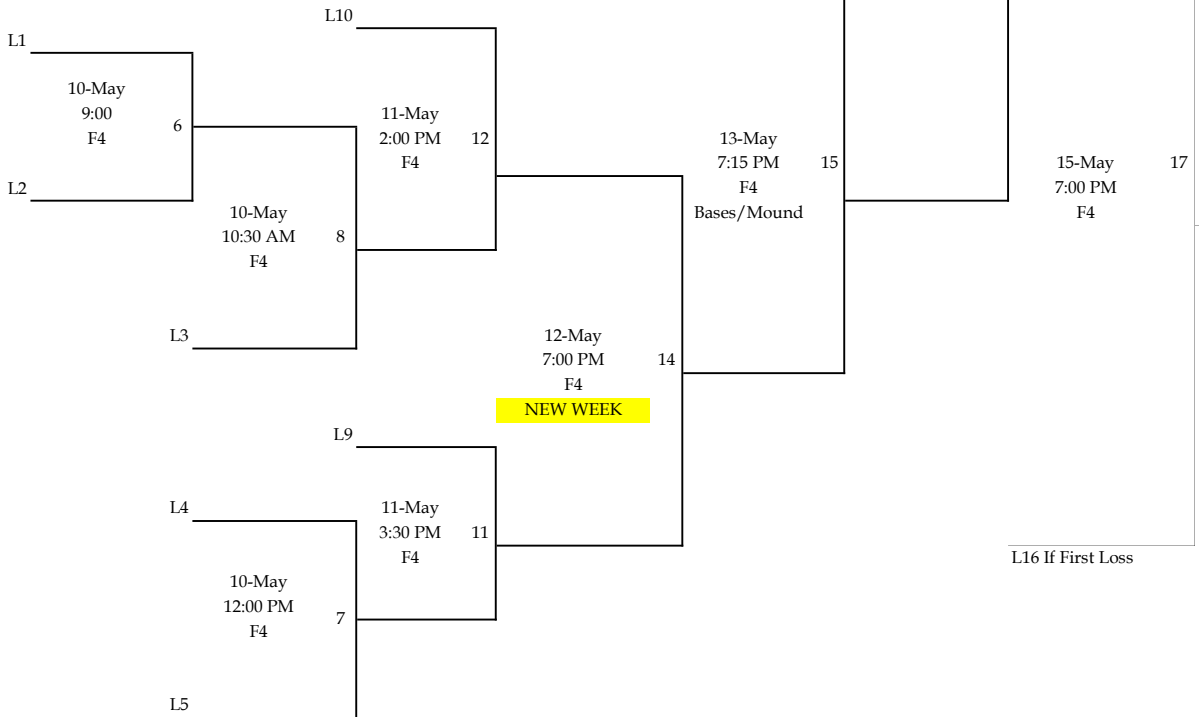 L10
L1
10-May
9:00
F4
6
L2
11-May
2:00 PM
F4
12
10-May
10:30 AM
F4
8
L3
13-May
7:15 PM
F4
Bases/Mound
15
15-May
7:00 PM
F4
17
12-May
7:00 PM
F4
NEW WEEK
14
L9
L4
11-May
3:30 PM
F4
11
10-May
12:00 PM
F4
7
L5
L16 If First Loss